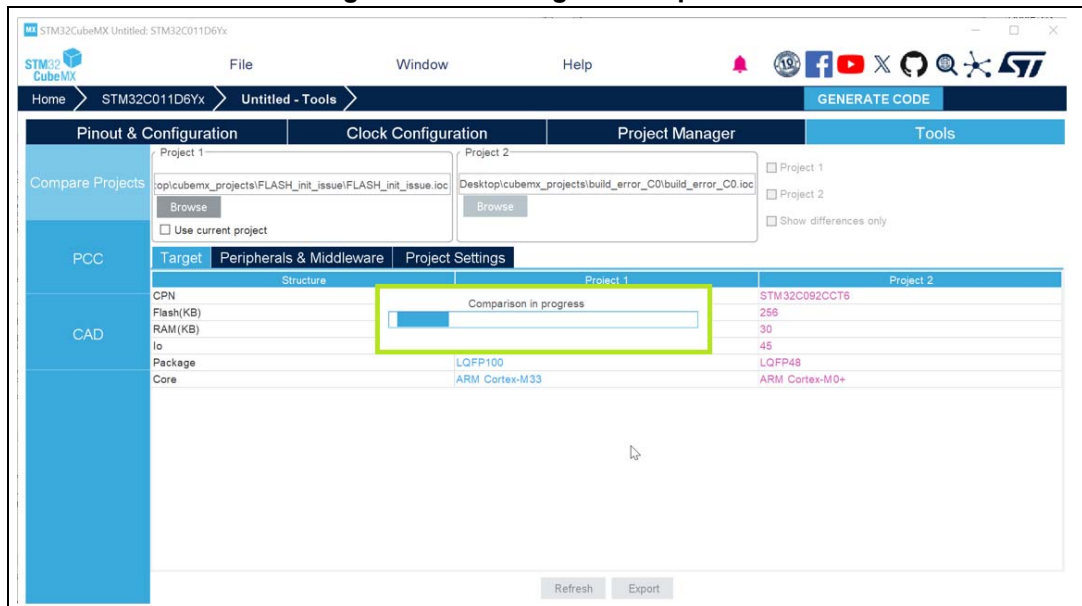 MX STM32CubeMX Untitled: STM32C011D6Yx
STM32 CubeMX File Window Help 19 ST
Home STM32C011D6Yx Untitled - Tools GENERATE CODE
Pinout & Configuration Clock Configuration Project Manager Tools
Compare Projects
PCC
CAD
Project 1
top\cubemx_projects\FLASH_init_issue\FLASH_init_issue.ioc
Browse
Use current project
Project 2
Desktop\cubemx_projects\build_error_C0\build_error_C0.ioc
Browse
Project 1
Project 2
Show differences only
Target Peripherals & Middleware Project Settings
Structure Project 1 Project 2
Comparison in progress
CPN STM32C092CCT6
Flash(KB) 256
RAM(KB) 30
Io 45
Package LQFP100 LQFP48
Core ARM Cortex-M33 ARM Cortex-M0+
Refresh Export